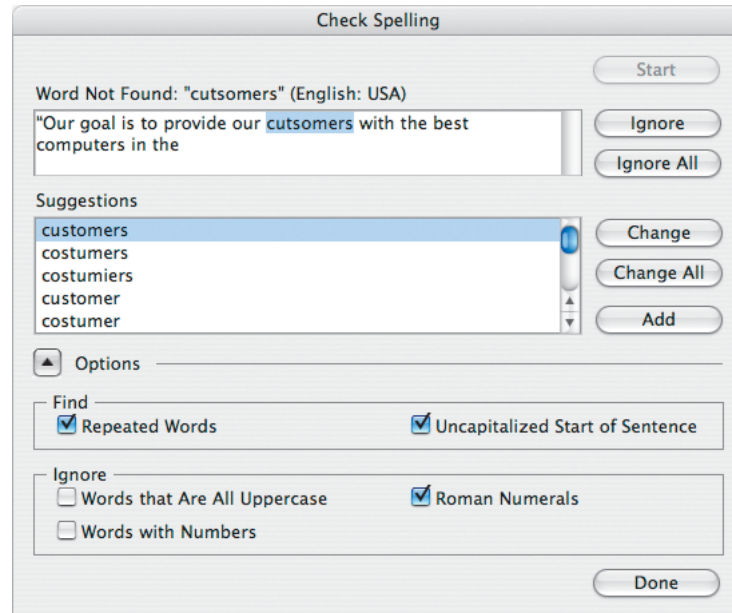 Check Spelling
Start
Word Not Found: "cutsomers" (English: USA)
"Our goal is to provide our cutsomers with the best
computers in the
Ignore
Ignore All
Suggestions
customers
costumers
costumiers
customer
costumer
Change
Change All
Add
Options
Find
Repeated Words
Uncapitalized Start of Sentence
Ignore
Words that Are All Uppercase
Roman Numerals
Words with Numbers
Done